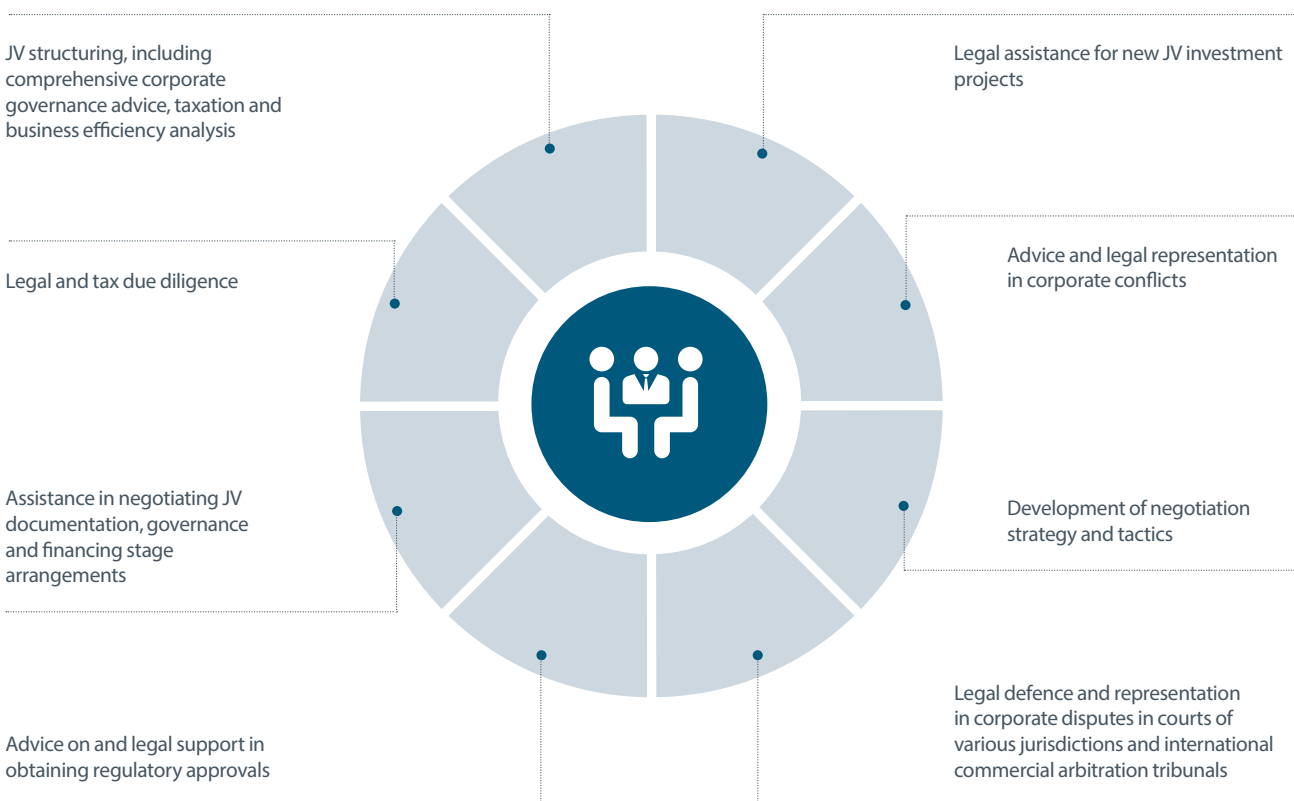 JV structuring, including
comprehensive corporate
governance advice, taxation and
business efficiency analysis
Legal and tax due diligence
Assistance in negotiating JV
documentation, governance
and financing stage
arrangements
Advice on and legal support in
obtaining regulatory approvals
Legal assistance for new JV investment
projects
Advice and legal representation
in corporate conflicts
Development of negotiation
strategy and tactics
Legal defence and representation
in corporate disputes in courts of
various jurisdictions and international
commercial arbitration tribunals